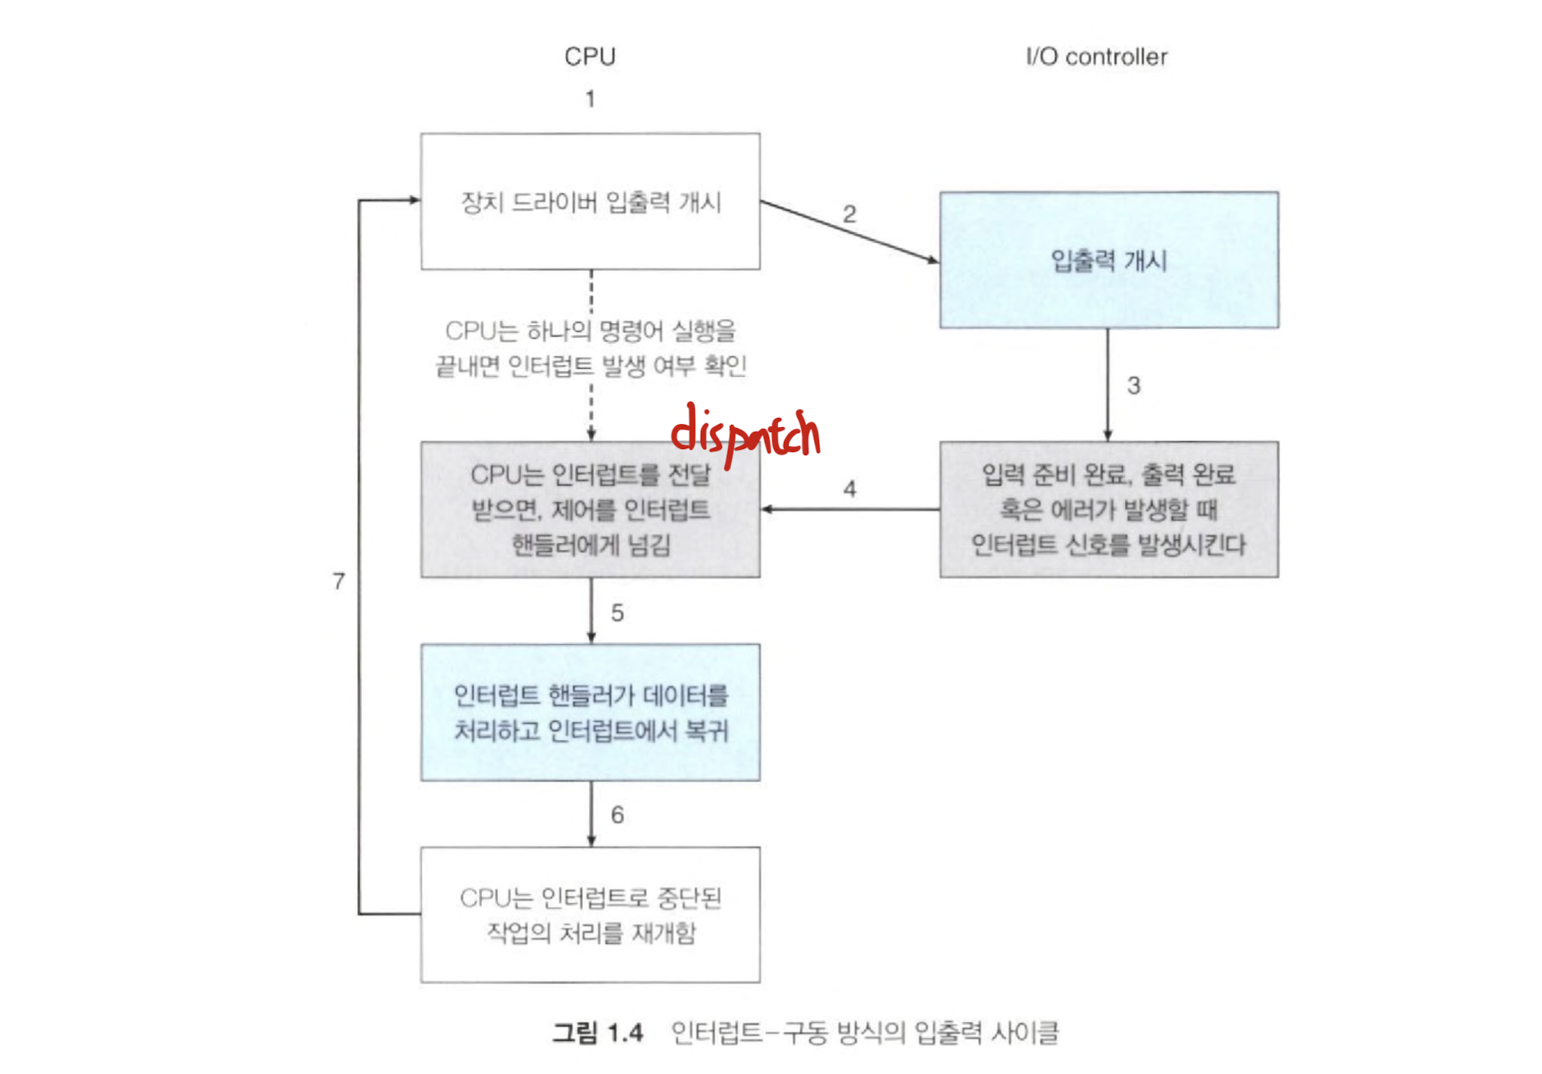 CPU
I/O controller
1
장치 드라이버 입출력 개시
2
입출력 개시
CPU는 하나의 명령어 실행을
끝내면 인터럽트 발생 여부 확인
3
dispatch
CPU는 인터럽트를 전달
받으면, 제어를 인터럽트
핸들러에게 넘김
4
입력 준비 완료, 출력 완료
혹은 에러가 발생할 때
인터럽트 신호를 발생시킨다
7
5
인터럽트 핸들러가 데이터를
처리하고 인터럽트에서 복귀
6
CPU는 인터럽트로 중단된
작업의 처리를 재개함
그림 1.4 인터럽트-구동 방식의 입출력 사이클